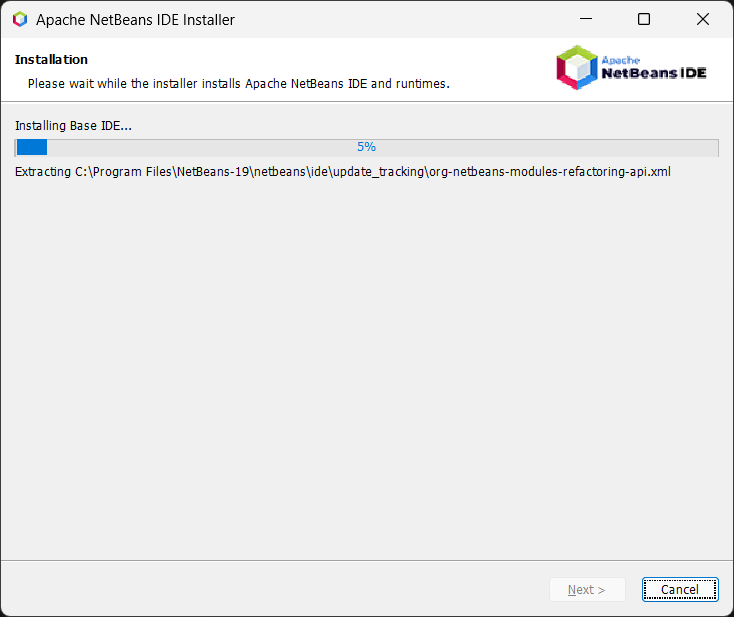 Apache NetBeans IDE Installer
Installation
Please wait while the installer installs Apache NetBeans IDE and runtimes.
Apache
NetBeans IDE
Installing Base IDE...
5%
Extracting C:\Program Files\NetBeans-19\netbeans\ide\update_tracking\org-netbeans-modules-refactoring-api.xml
Next >
Cancel